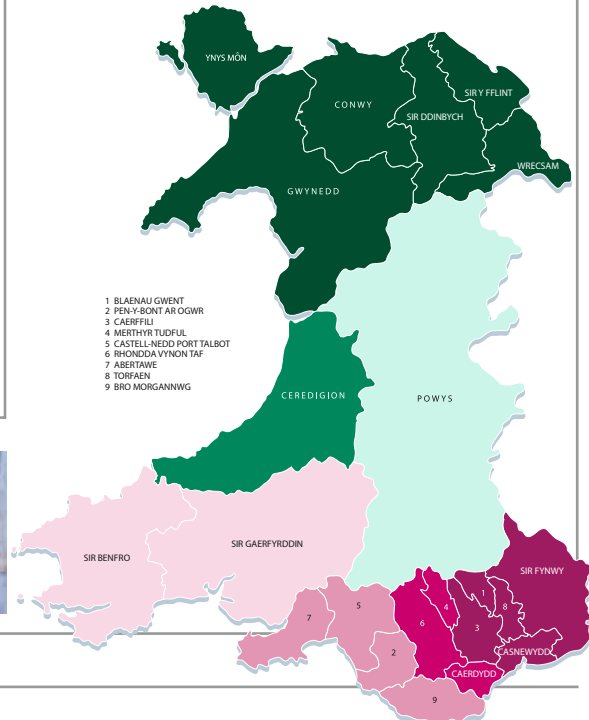 YNYS MÔN
CONWY
SIR Y FFLINT
SIR DDINBYCH
WRECSAM
GWYNEDD
1 BLAENAU GWENT
2 PEN-Y-BONT AR OGWR
3 CAERFFILI
4 MERTHYR TUDFUL
5 CASTELL-NEDD PORT TALBOT
6 RHONDDA VYNON TAF
7 ABERTAWE
8 TORFAEN
9 BRO MORGANNWG
CEREDIGION
POWYS
SIR BENFRO
SIR GAERFYRDDIN
SIR FYNWY
1
5
4
8
7
6
3
CASNEWYDD
2
CAERDYDD
9